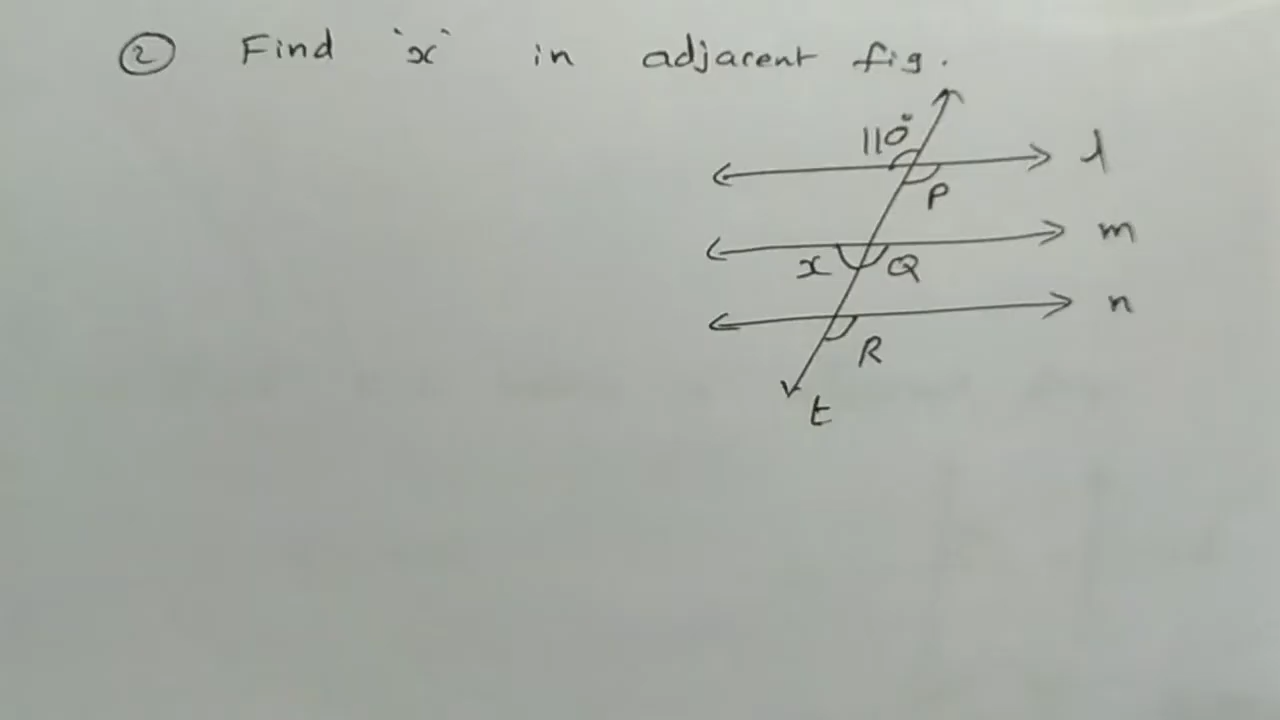 ② Find 'x' in adjacent fig.
110° l
P
m
x Q
n
R
t